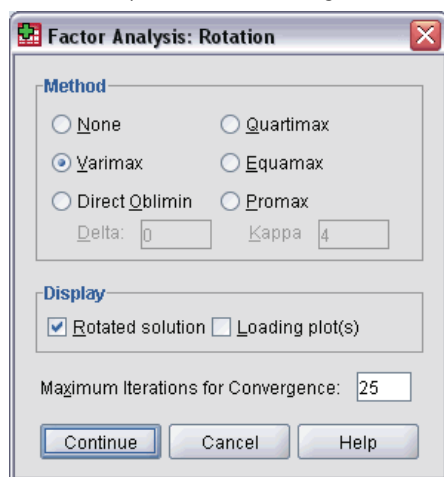 Factor Analysis: Rotation
Method
None
Quartimax
Varimax
Equamax
Direct Oblimin
Promax
Delta: 0
Kappa 4
Display
Rotated solution
Loading plot(s)
Maximum Iterations for Convergence: 25
Continue
Cancel
Help